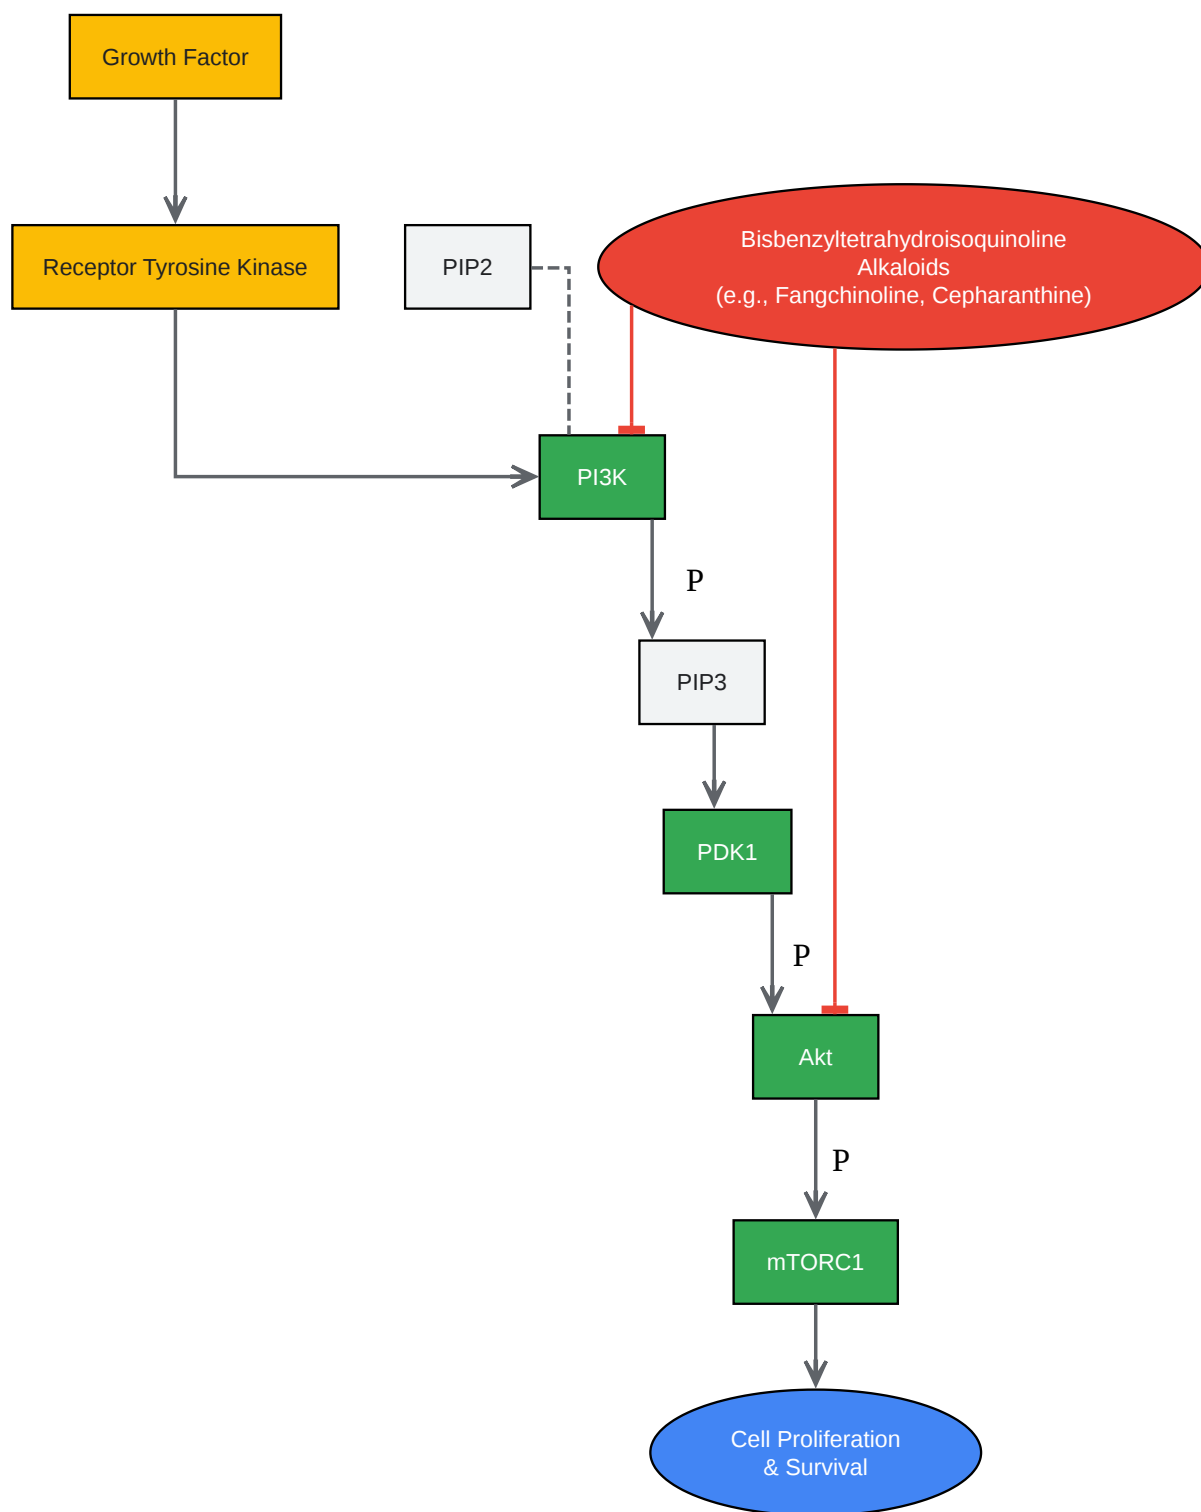 Growth Factor
Receptor Tyrosine Kinase
PIP2
Bisbenzyltetrahydroisoquinoline
Alkaloids
(e.g., Fangchinoline, Cepharanthine)
PI3K
P
PIP3
PDK1
P
Akt
P
mTORC1
Cell Proliferation
& Survival